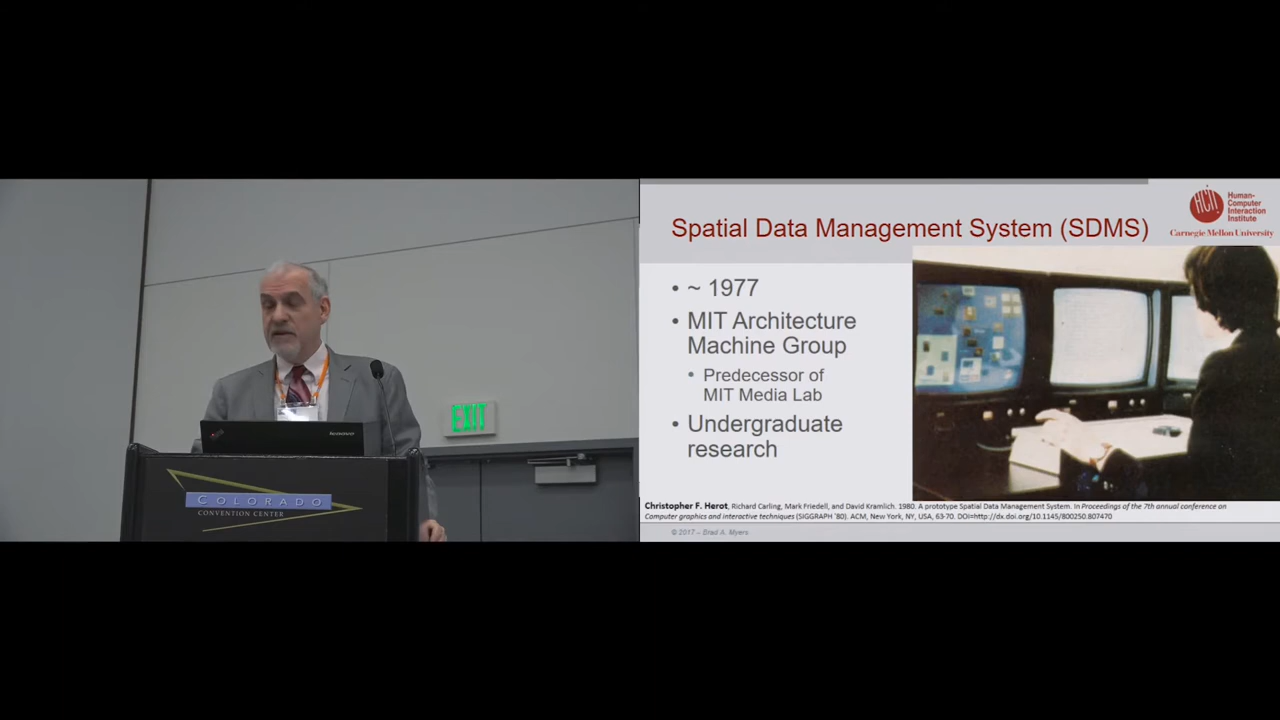 EXIT
lenovo
COLORADO
CONVENTION CENTER
Spatial Data Management System (SDMS)
HCII
Human-
Computer
Interaction
Institute
Carnegie Mellon University
• ~ 1977
• MIT Architecture
Machine Group
• Predecessor of
MIT Media Lab
• Undergraduate
research
Christopher F. Herot, Richard Carling, Mark Friedell, and David Kramlich. 1980. A prototype Spatial Data Management System. In Proceedings of the 7th annual conference on
Computer graphics and interactive techniques (SIGGRAPH '80). ACM, New York, NY, USA, 63-70. DOI=http://dx.doi.org/10.1145/800250.807470
© 2017 – Brad A. Myers